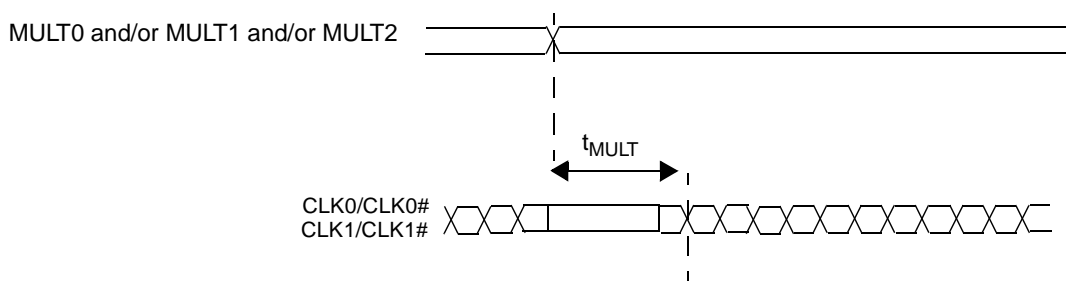 MULT0 and/or MULT1 and/or MULT2
tMULT
CLK0/CLK0#
CLK1/CLK1#